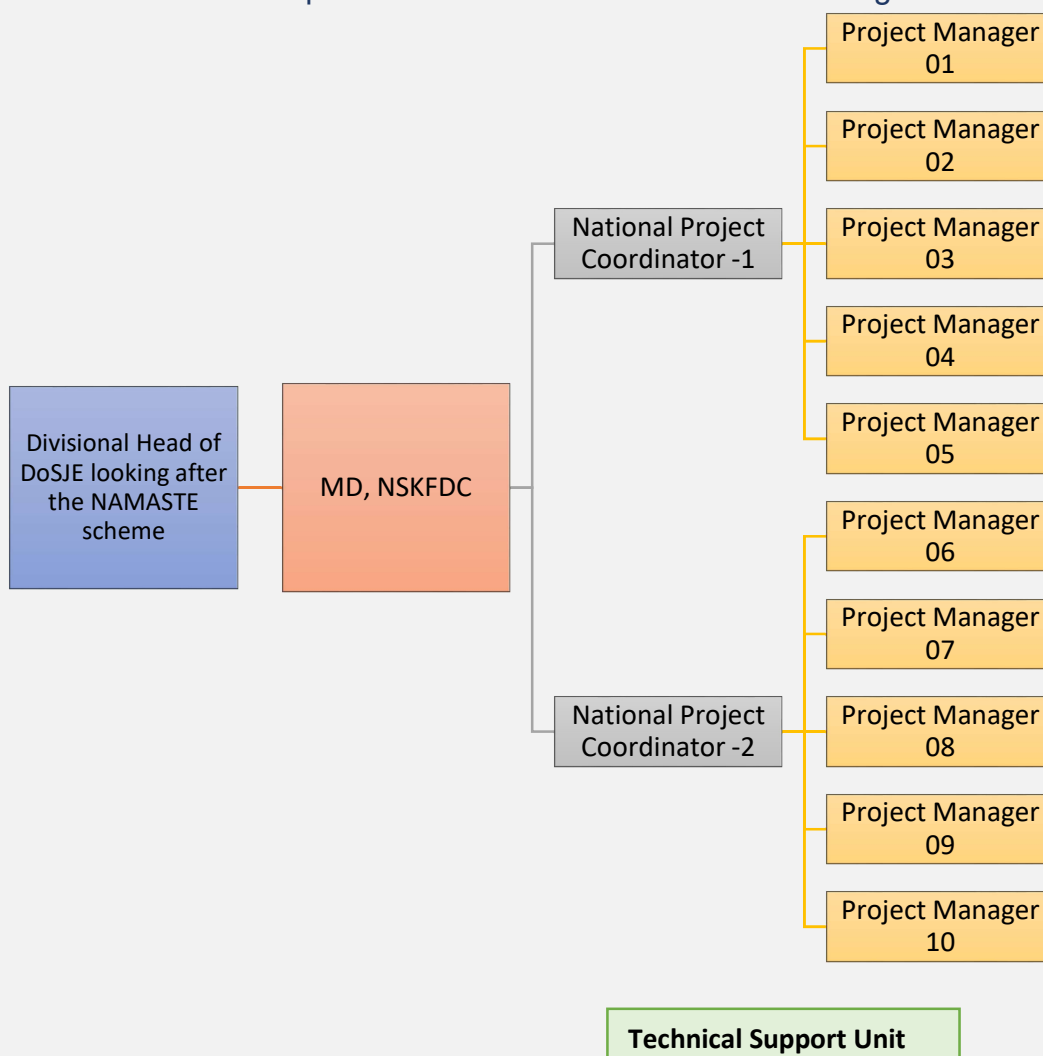 Project Manager
01
Project Manager
02
National Project
Coordinator -1
Project Manager
03
Project Manager
04
Project Manager
05
Divisional Head of
DoSJE looking after
the NAMASTE
scheme
MD, NSKFDC
Project Manager
06
Project Manager
07
National Project
Coordinator -2
Project Manager
08
Project Manager
09
Project Manager
10
Technical Support Unit